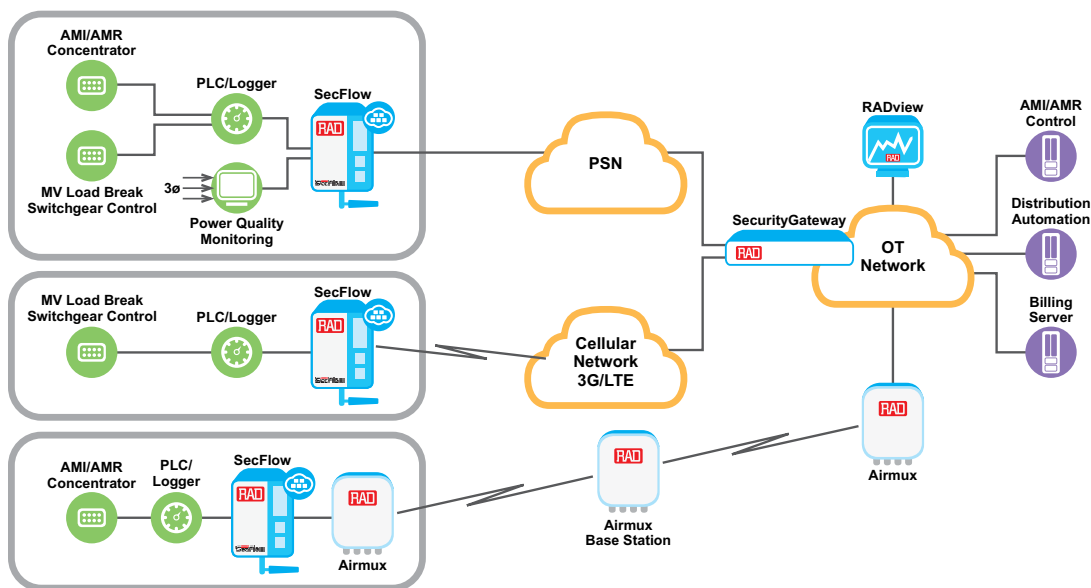 AMI/AMR
Concentrator
PLC/Logger
SecFlow
RAD
MV Load Break
Switchgear Control
3ø
Power Quality
Monitoring
PSN
RADview
RAD
AMI/AMR
Control
SecurityGateway
RAD
OT
Network
Distribution
Automation
Billing
Server
MV Load Break
Switchgear Control
PLC/Logger
SecFlow
RAD
Cellular
Network
3G/LTE
RAD
Airmux
AMI/AMR
Concentrator
PLC/
Logger
SecFlow
RAD
RAD
Airmux
RAD
Airmux
Base Station